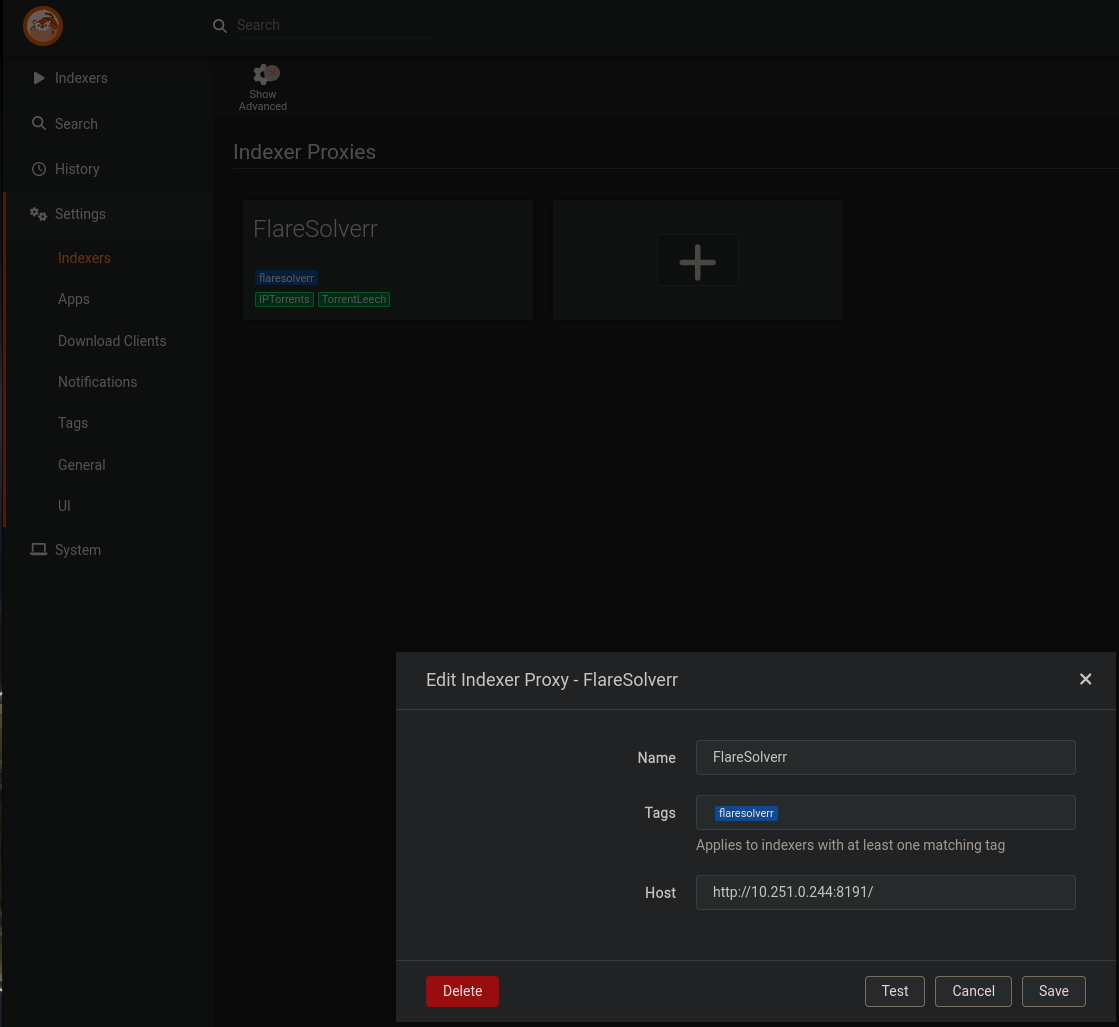 Search
Indexers
Search
History
Settings
Indexers
Apps
Download Clients
Notifications
Tags
General
UI
System
Show
Advanced
Indexer Proxies
FlareSolverr
flaresolverr
IPTorrents TorrentLeech
Edit Indexer Proxy - FlareSolverr
Name FlareSolverr
Tags flaresolverr
Applies to indexers with at least one matching tag
Host http://10.251.0.244:8191/
Delete Test Cancel Save